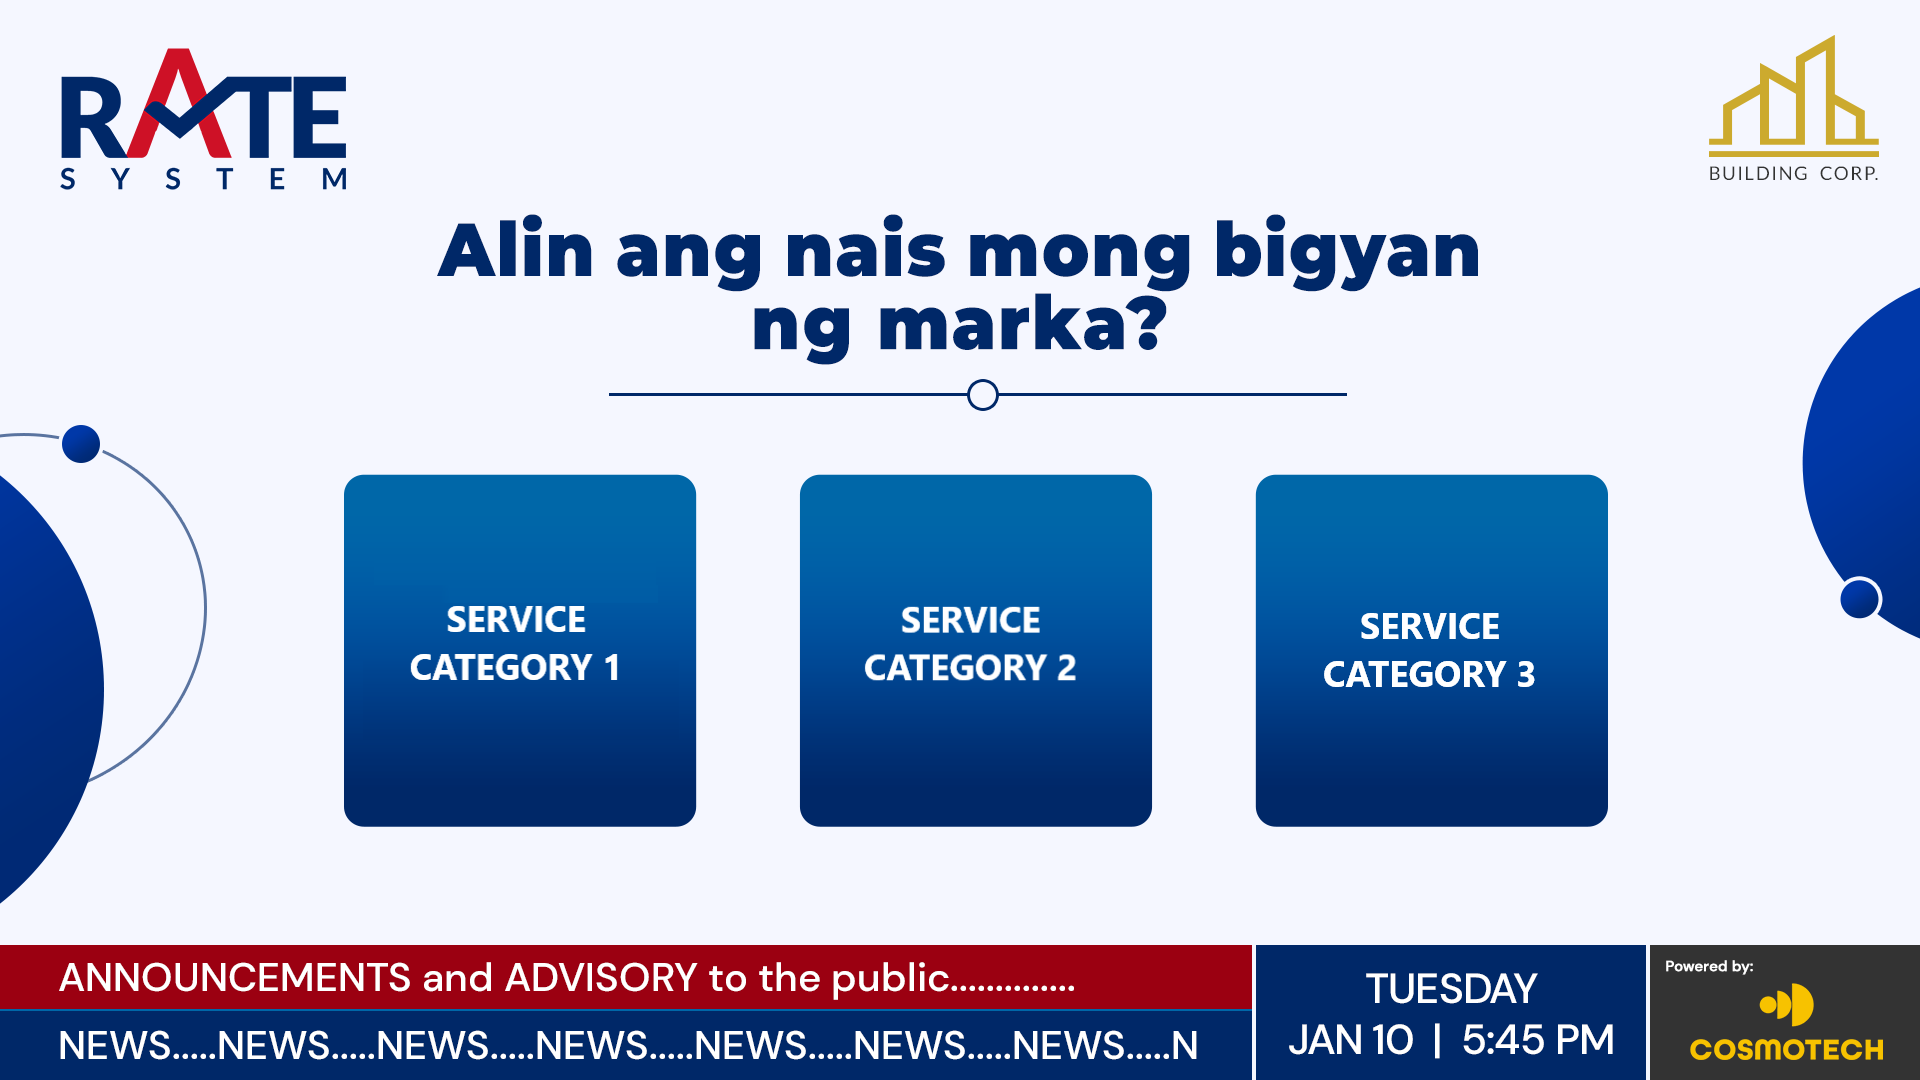 RATE
SYSTEM
BUILDING CORP.
Alin ang nais mong bigyan
ng marka?
SERVICE
CATEGORY 1
SERVICE
CATEGORY 2
SERVICE
CATEGORY 3
ANNOUNCEMENTS and ADVISORY to the public..............
NEWS.....NEWS.....NEWS.....NEWS.....NEWS.....NEWS.....NEWS.....N
TUESDAY
JAN 10 | 5:45 PM
Powered by:
COSMOTECH